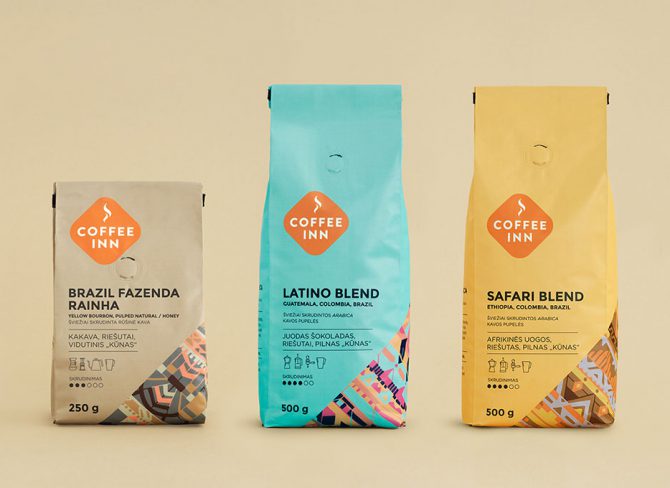 COFFEE
INN
BRAZIL FAZENDA
RAINHA
YELLOW BOURBON, PULPED NATURAL / HONEY
ŠVIEŽIAI SKRUDINTA RŪŠINĖ KAVA
KAKAVA, RIEŠUTAI,
VIDUTINIS „KŪNAS”
SKRUDINIMAS
250 g
COFFEE
INN
LATINO BLEND
GUATEMALA, COLOMBIA, BRAZIL
ŠVIEŽIAI SKRUDINTOS ARABICA
KAVOS PUPELĖS
JUODAS ŠOKOLADAS,
RIEŠUTAI, PILNAS „KŪNAS”
SKRUDINIMAS
500 g
COFFEE
INN
SAFARI BLEND
ETHIOPIA, COLOMBIA, BRAZIL
ŠVIEŽIAI SKRUDINTOS ARABICA
KAVOS PUPELĖS
AFRIKINĖS UOGOS,
RIEŠUTAS, PILNAS „KŪNAS”
SKRUDINIMAS
500 g